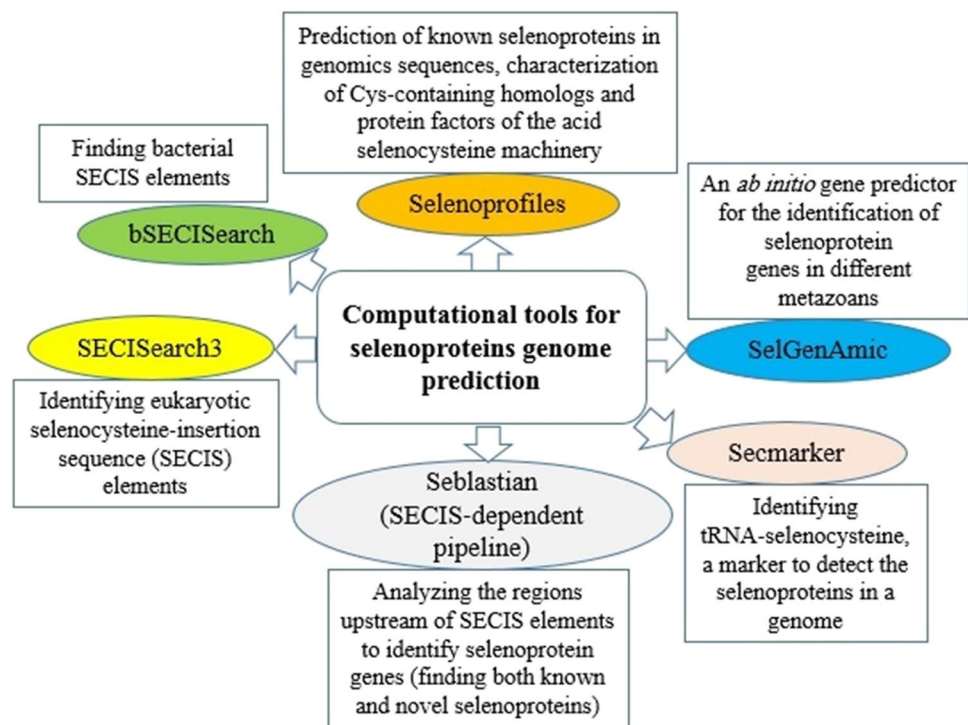 Prediction of known selenoproteins in
genomics sequences, characterization
of Cys-containing homologs and
protein factors of the acid
selenocysteine machinery
Selenoprofiles
Finding bacterial
SECIS elements
bSECISearch
An ab initio gene predictor
for the identification of
selenoprotein
genes in different
metazoans
SelGenAmic
Computational tools for
selenoproteins genome
prediction
SECISearch3
Identifying eukaryotic
selenocysteine-insertion
sequence (SECIS)
elements
Secmarker
Identifying
tRNA-selenocysteine,
a marker to detect the
selenoproteins in a
genome
Seblastian
(SECIS-dependent
pipeline)
Analyzing the regions
upstream of SECIS elements
to identify selenoprotein
genes (finding both known
and novel selenoproteins)